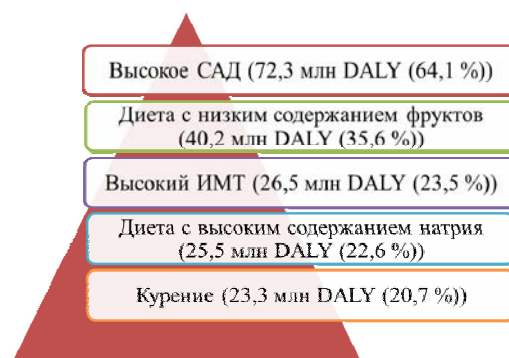 Высокое САД (72,3 млн DALY (64,1 %))
Диета с низким содержанием фруктов
(40,2 млн DALY (35,6 %))
Высокий ИМТ (26,5 млн DALY (23,5 %))
Диета с высоким содержанием натрия
(25,5 млн DALY (22,6 %))
Курение (23,3 млн DALY (20,7 %))